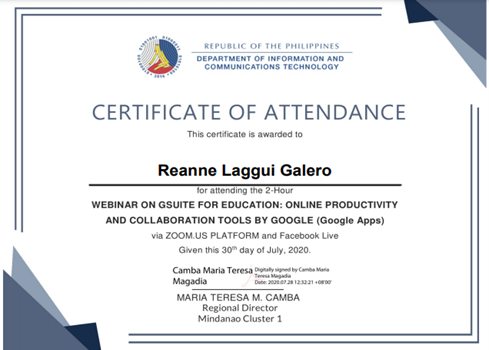 REPUBLIC OF THE PHILIPPINES
DEPARTMENT OF INFORMATION AND
COMMUNICATIONS TECHNOLOGY
CERTIFICATE OF ATTENDANCE
This certificate is awarded to
Reanne Laggui Galero
for attending the 2-Hour
WEBINAR ON GSUITE FOR EDUCATION: ONLINE PRODUCTIVITY
AND COLLABORATION TOOLS BY GOOGLE (Google Apps)
via ZOOM.US PLATFORM and Facebook Live
Given this 30th day of July, 2020.
Camba Maria Teresa
Magadia
Digitally signed by Camba Maria
Teresa Magadia
Date: 2020.07.28 12:32:21 +08'00'
MARIA TERESA M. CAMBA
Regional Director
Mindanao Cluster 1